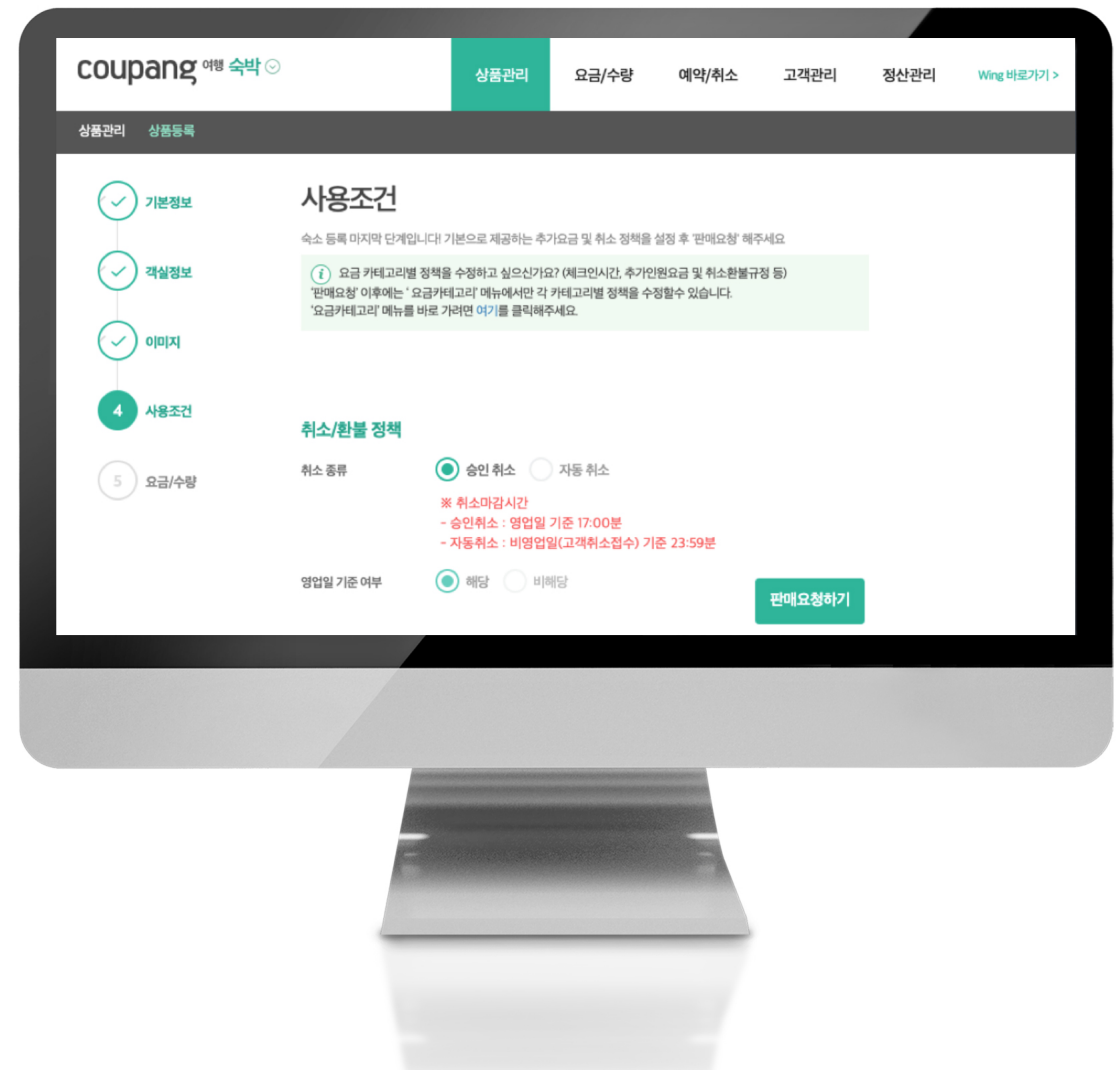 coupang 여행 숙박
상품관리 요금/수량 예약/취소 고객관리 정산관리 Wing 바로가기 >
상품관리 상품등록
기본정보
객실정보
이미지
4 사용조건
5 요금/수량
사용조건
숙소 등록 마지막 단계입니다! 기본으로 제공하는 추가요금 및 취소 정책을 설정 후 '판매요청' 해주세요
i 요금 카테고리별 정책을 수정하고 싶으신가요? (체크인시간, 추가인원요금 및 취소환불규정 등)
'판매요청' 이후에는 ' 요금카테고리' 메뉴에서만 각 카테고리별 정책을 수정할수 있습니다.
'요금카테고리' 메뉴를 바로 가려면 여기를 클릭해주세요.
취소/환불 정책
취소 종류 승인 취소 자동 취소
※ 취소마감시간
- 승인취소 : 영업일 기준 17:00분
- 자동취소 : 비영업일(고객취소접수) 기준 23:59분
영업일 기준 여부 해당 비해당
판매요청하기